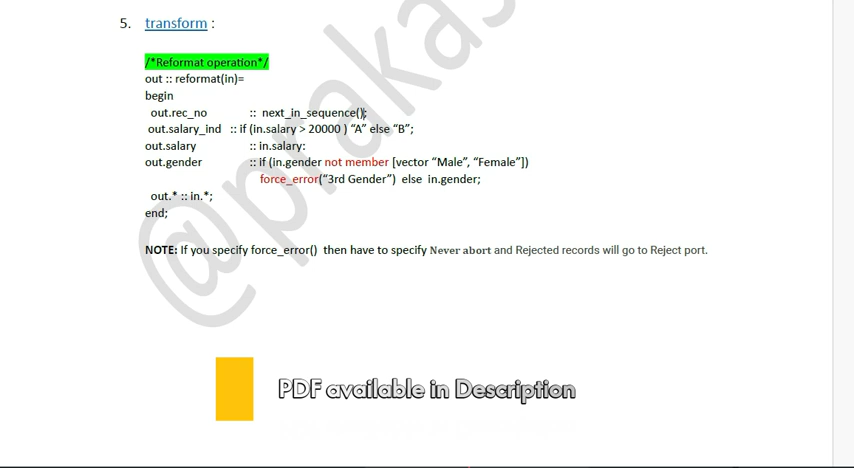 5. transform :
/*Reformat operation*/
out :: reformat(in)=
begin
out.rec_no :: next_in_sequence();
out.salary_ind :: if (in.salary > 20000 ) “A” else “B”;
out.salary :: in.salary:
out.gender :: if (in.gender not member [vector “Male”, “Female”])
force_error(“3rd Gender”) else in.gender;
out.* :: in.*;
end;
NOTE: If you specify force_error() then have to specify Never abort and Rejected records will go to Reject port.
@prakas
PDF available in Description